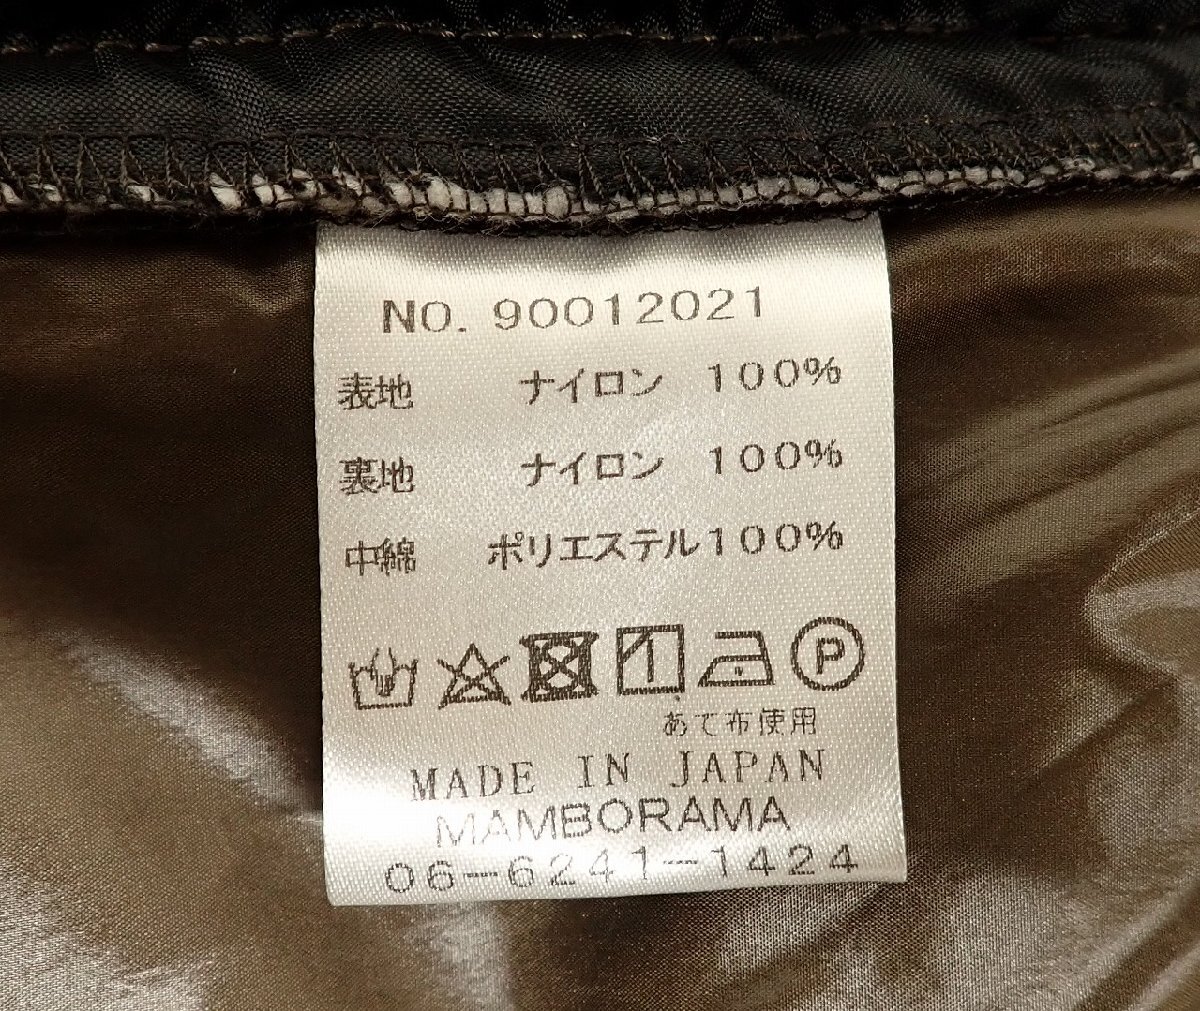 NO. 90012021
表地 ナイロン 100%
裏地 ナイロン 100%
中綿 ポリエステル100%
P
あて布使用
MADE IN JAPAN
MAMBORAMA
06-6241-1424